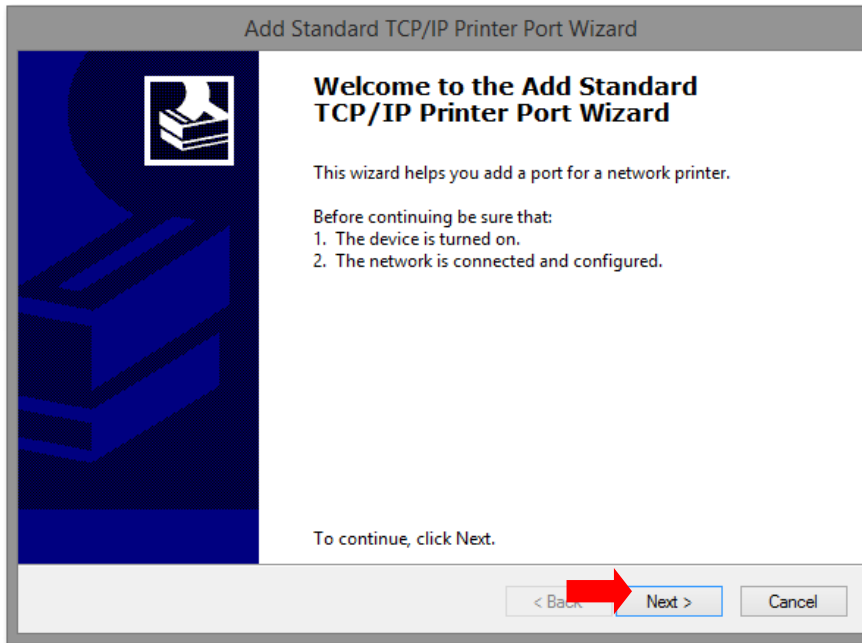 Add Standard TCP/IP Printer Port Wizard
Welcome to the Add Standard
TCP/IP Printer Port Wizard
This wizard helps you add a port for a network printer.
Before continuing be sure that:
1. The device is turned on.
2. The network is connected and configured.
To continue, click Next.
< Back Next > Cancel